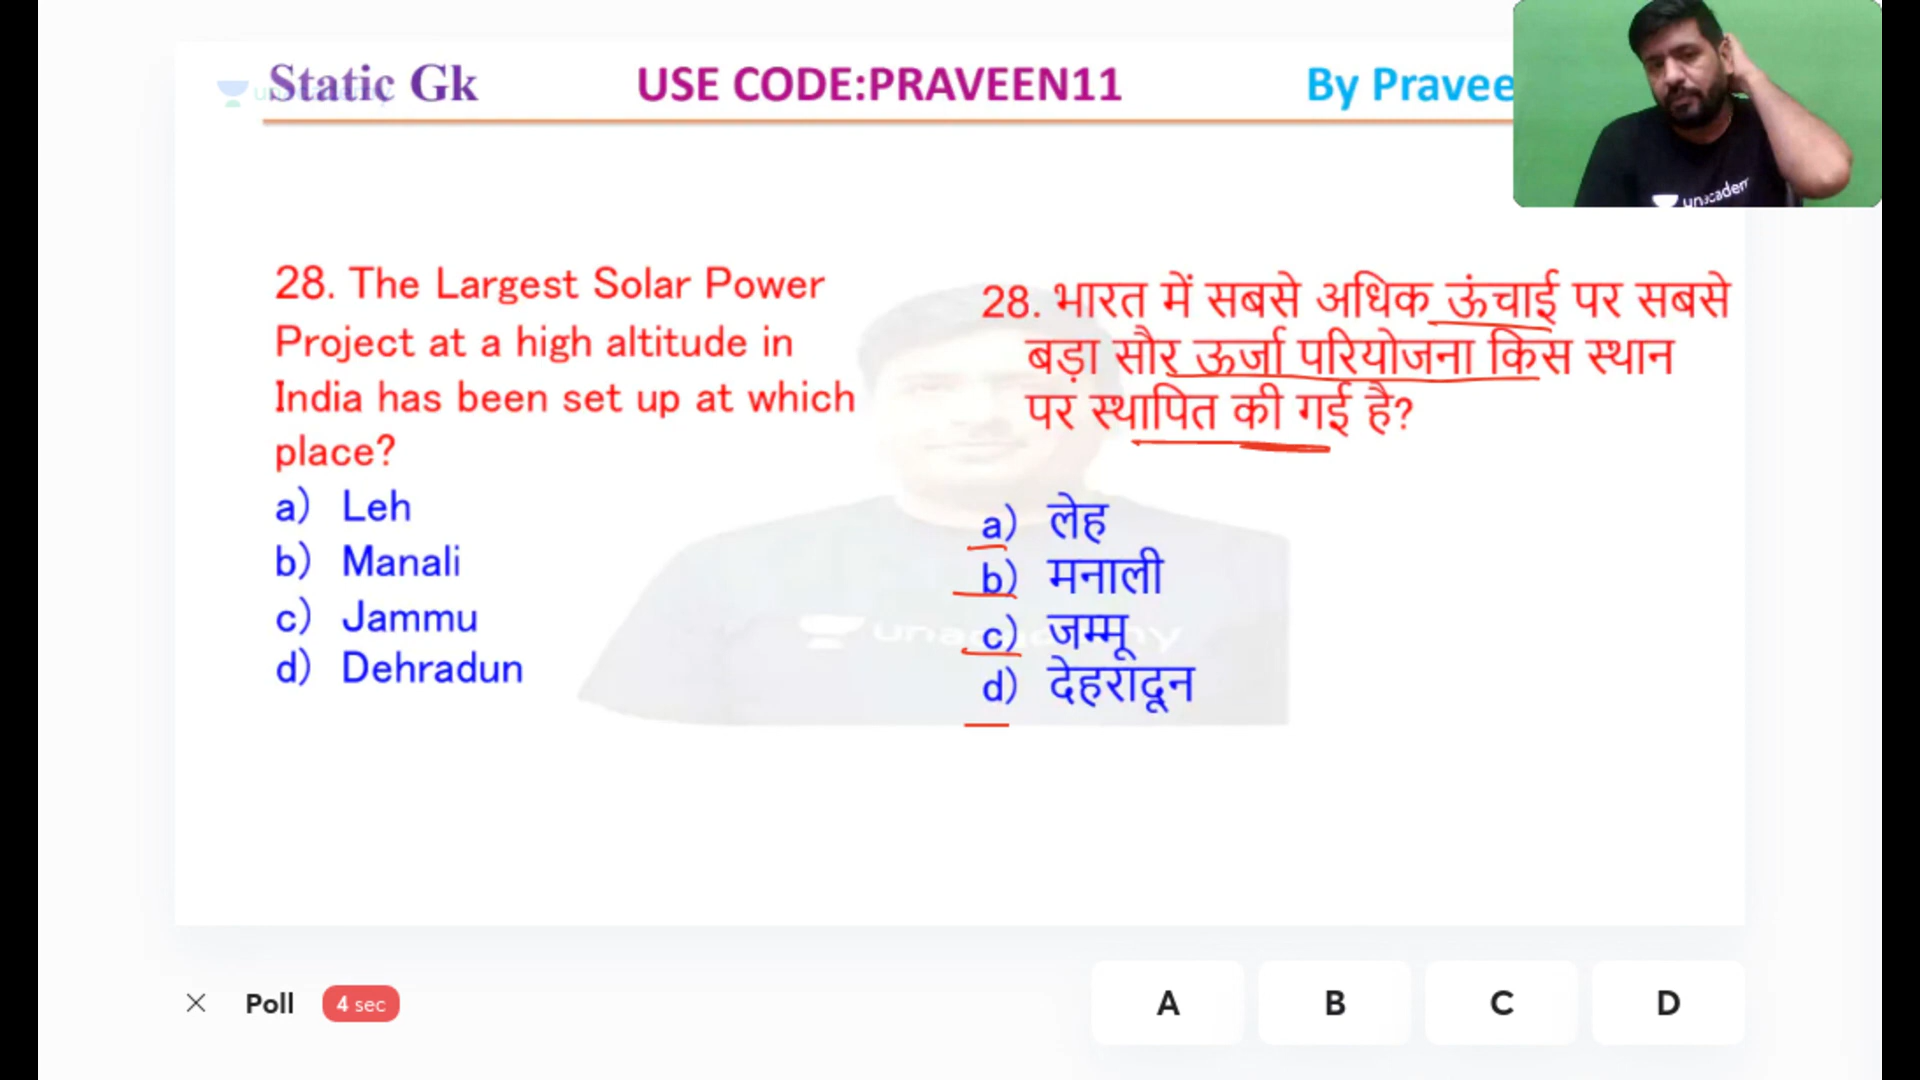 Static Gk
USE CODE:PRAVEEN11
By Pravee
unacademy
28. The Largest Solar Power
Project at a high altitude in
India has been set up at which
place?
a) Leh
b) Manali
c) Jammu
d) Dehradun
28. भारत में सबसे अधिक ऊंचाई पर सबसे
बड़ा सौर ऊर्जा परियोजना किस स्थान
पर स्थापित की गई है?
a) लेह
b) मनाली
c) जम्मू
d) देहरादून
unacademy
Poll 4 sec
A B C D